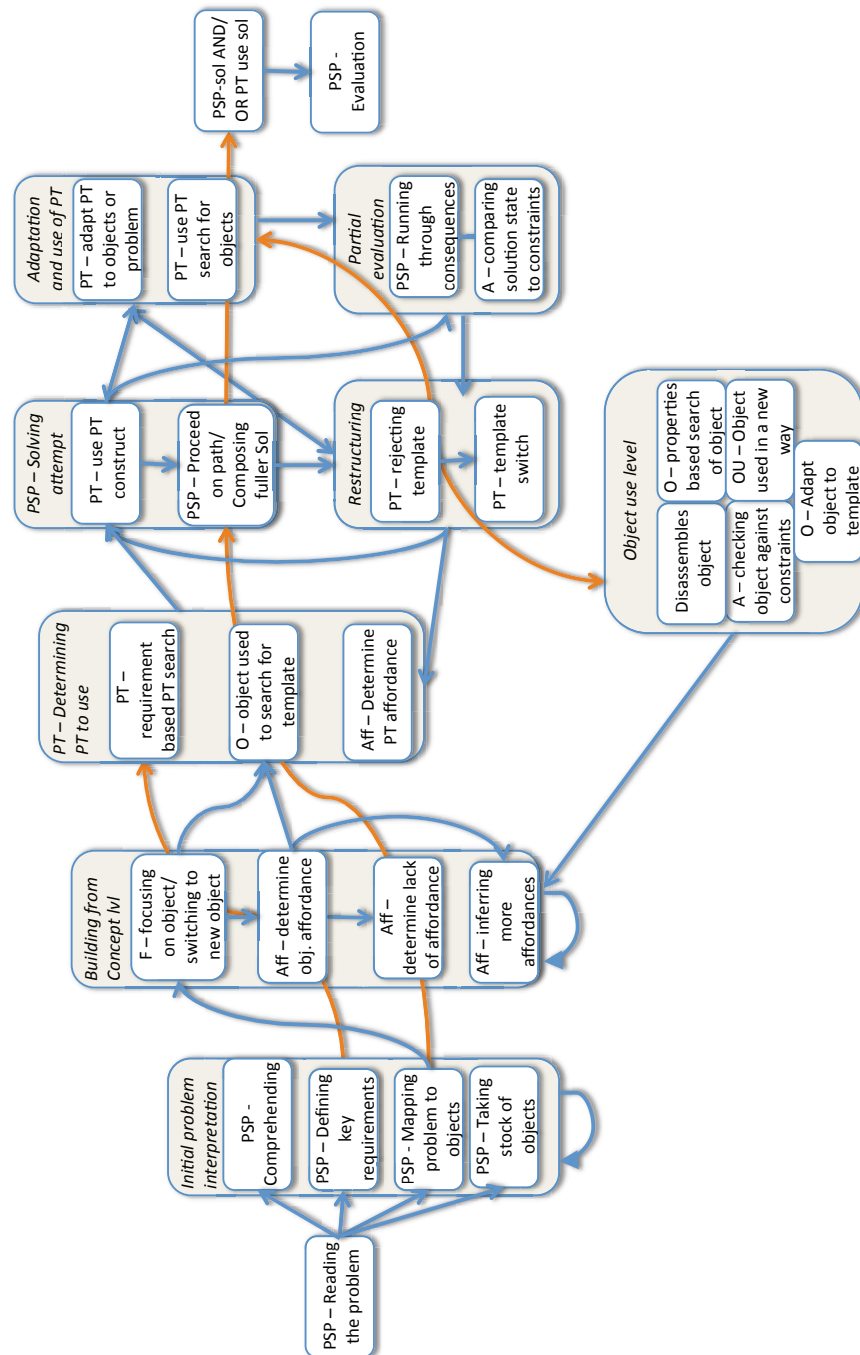 PSP – Reading
the problem
Initial problem
interpretation
PSP -
Comprehending
PSP – Defining
key
requirements
PSP - Mapping
problem to
objects
PSP – Taking
stock of
objects
Building from
Concept lvl
F – focusing
on object/
switching to
new object
Aff – determine
obj. affordance
Aff –
determine lack
of affordance
Aff – inferring
more
affordances
PT – Determining
PT to use
PT –
requirement
based PT search
O – object used
to search for
template
Aff – Determine
PT affordance
PSP – Solving
attempt
PT – use PT
construct
PSP – Proceed
on path/
Composing
fuller Sol
Restructuring
PT – rejecting
template
PT – template
switch
Adaptation
and use of PT
PT – adapt PT
to objects or
problem
PT – use PT
search for
objects
Partial
evaluation
PSP – Running
through
consequences
A – comparing
solution state
to constraints
PSP-sol AND/
OR PT use sol
PSP -
Evaluation
Object use level
Disassembles
object
O – properties
based search
of object
A – checking
object against
constraints
OU – Object
used in a new
way
O – Adapt
object to
template